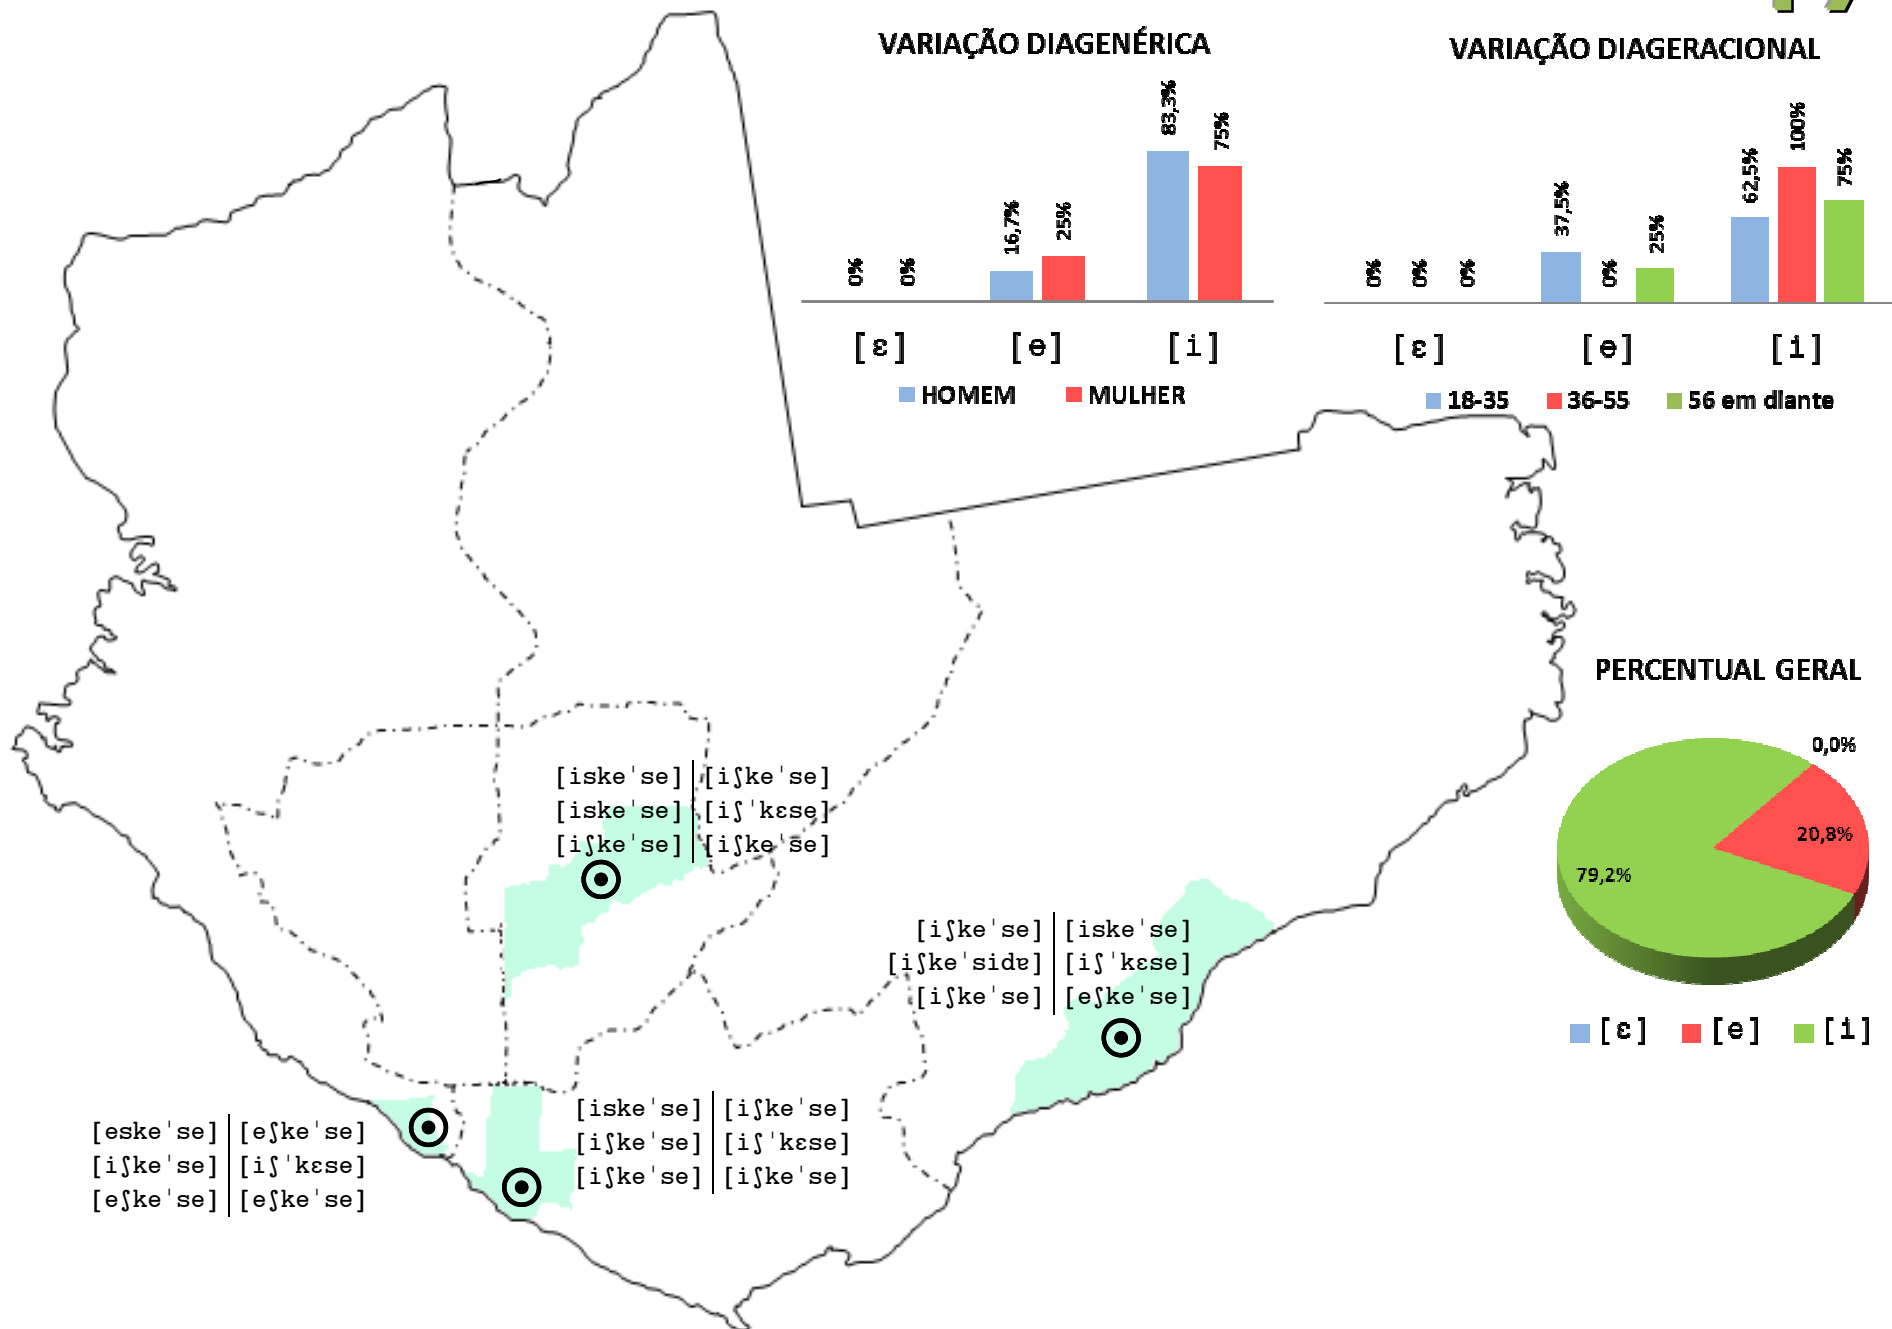 VARIAÇÃO DIAGENÉRICA
0% 0% 16,7% 25% 83,3% 75%
[ɛ] [e] [i]
HOMEM MULHER
VARIAÇÃO DIAGERACIONAL
0% 0% 0% 37,5% 0% 25% 62,5% 100% 75%
[ɛ] [e] [i]
18-35 36-55 56 em diante
PERCENTUAL GERAL
0,0%
20,8%
79,2%
[ɛ] [e] [i]
[iskeˈse] [iʃkeˈse]
[iskeˈse] [iʃˈkɛse]
[iʃkeˈse] [iʃkeˈse]
[iʃkeˈse] [iskeˈse]
[iʃkeˈsidɐ] [iʃˈkɛse]
[iʃkeˈse] [eʃkeˈse]
[iskeˈse] [iʃkeˈse]
[iʃkeˈse] [iʃˈkɛse]
[iʃkeˈse] [iʃkeˈse]
[eskeˈse] [eʃkeˈse]
[iʃkeˈse] [iʃˈkɛse]
[eʃkeˈse] [eʃkeˈse]